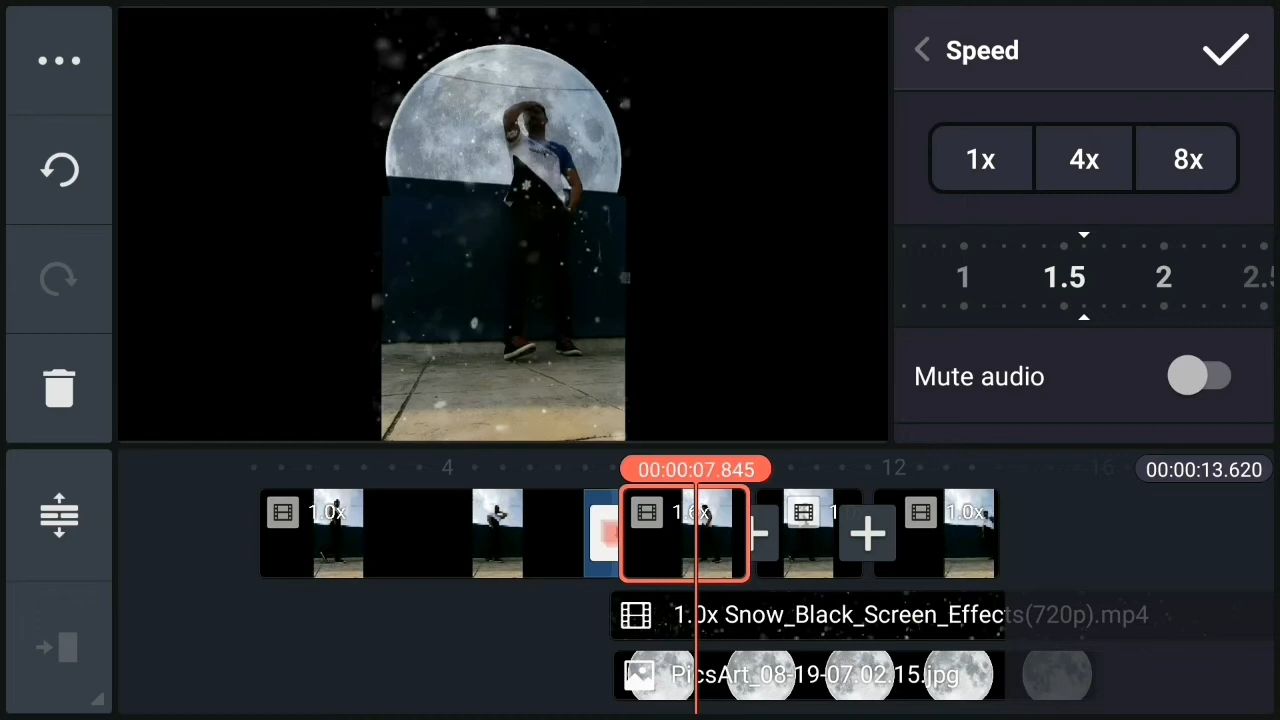 Speed
1x 4x 8x
1 1.5 2 2.5
Mute audio
4 12 16
00:00:07.845
00:00:13.620
1.0x 1.6x 1.0x
1.0x Snow_Black_Screen_Effects(720p).mp4
PicsArt_08-19-07.02.15.jpg